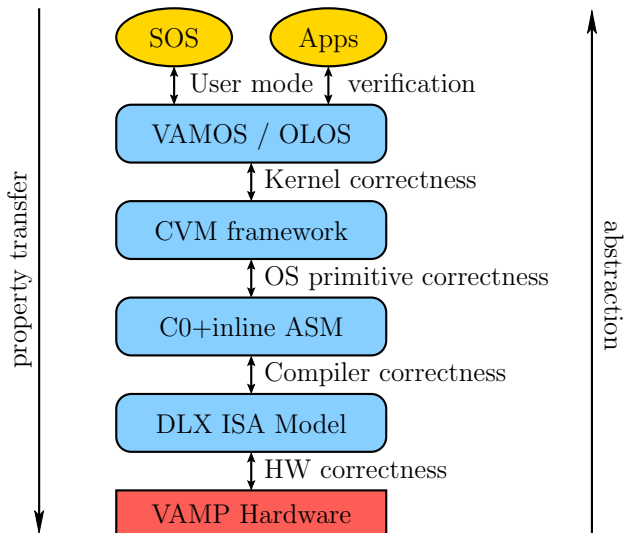 SOS
Apps
User mode verification
VAMOS / OLOS
Kernel correctness
CVM framework
OS primitive correctness
C0+inline ASM
Compiler correctness
DLX ISA Model
HW correctness
VAMP Hardware
property transfer
abstraction